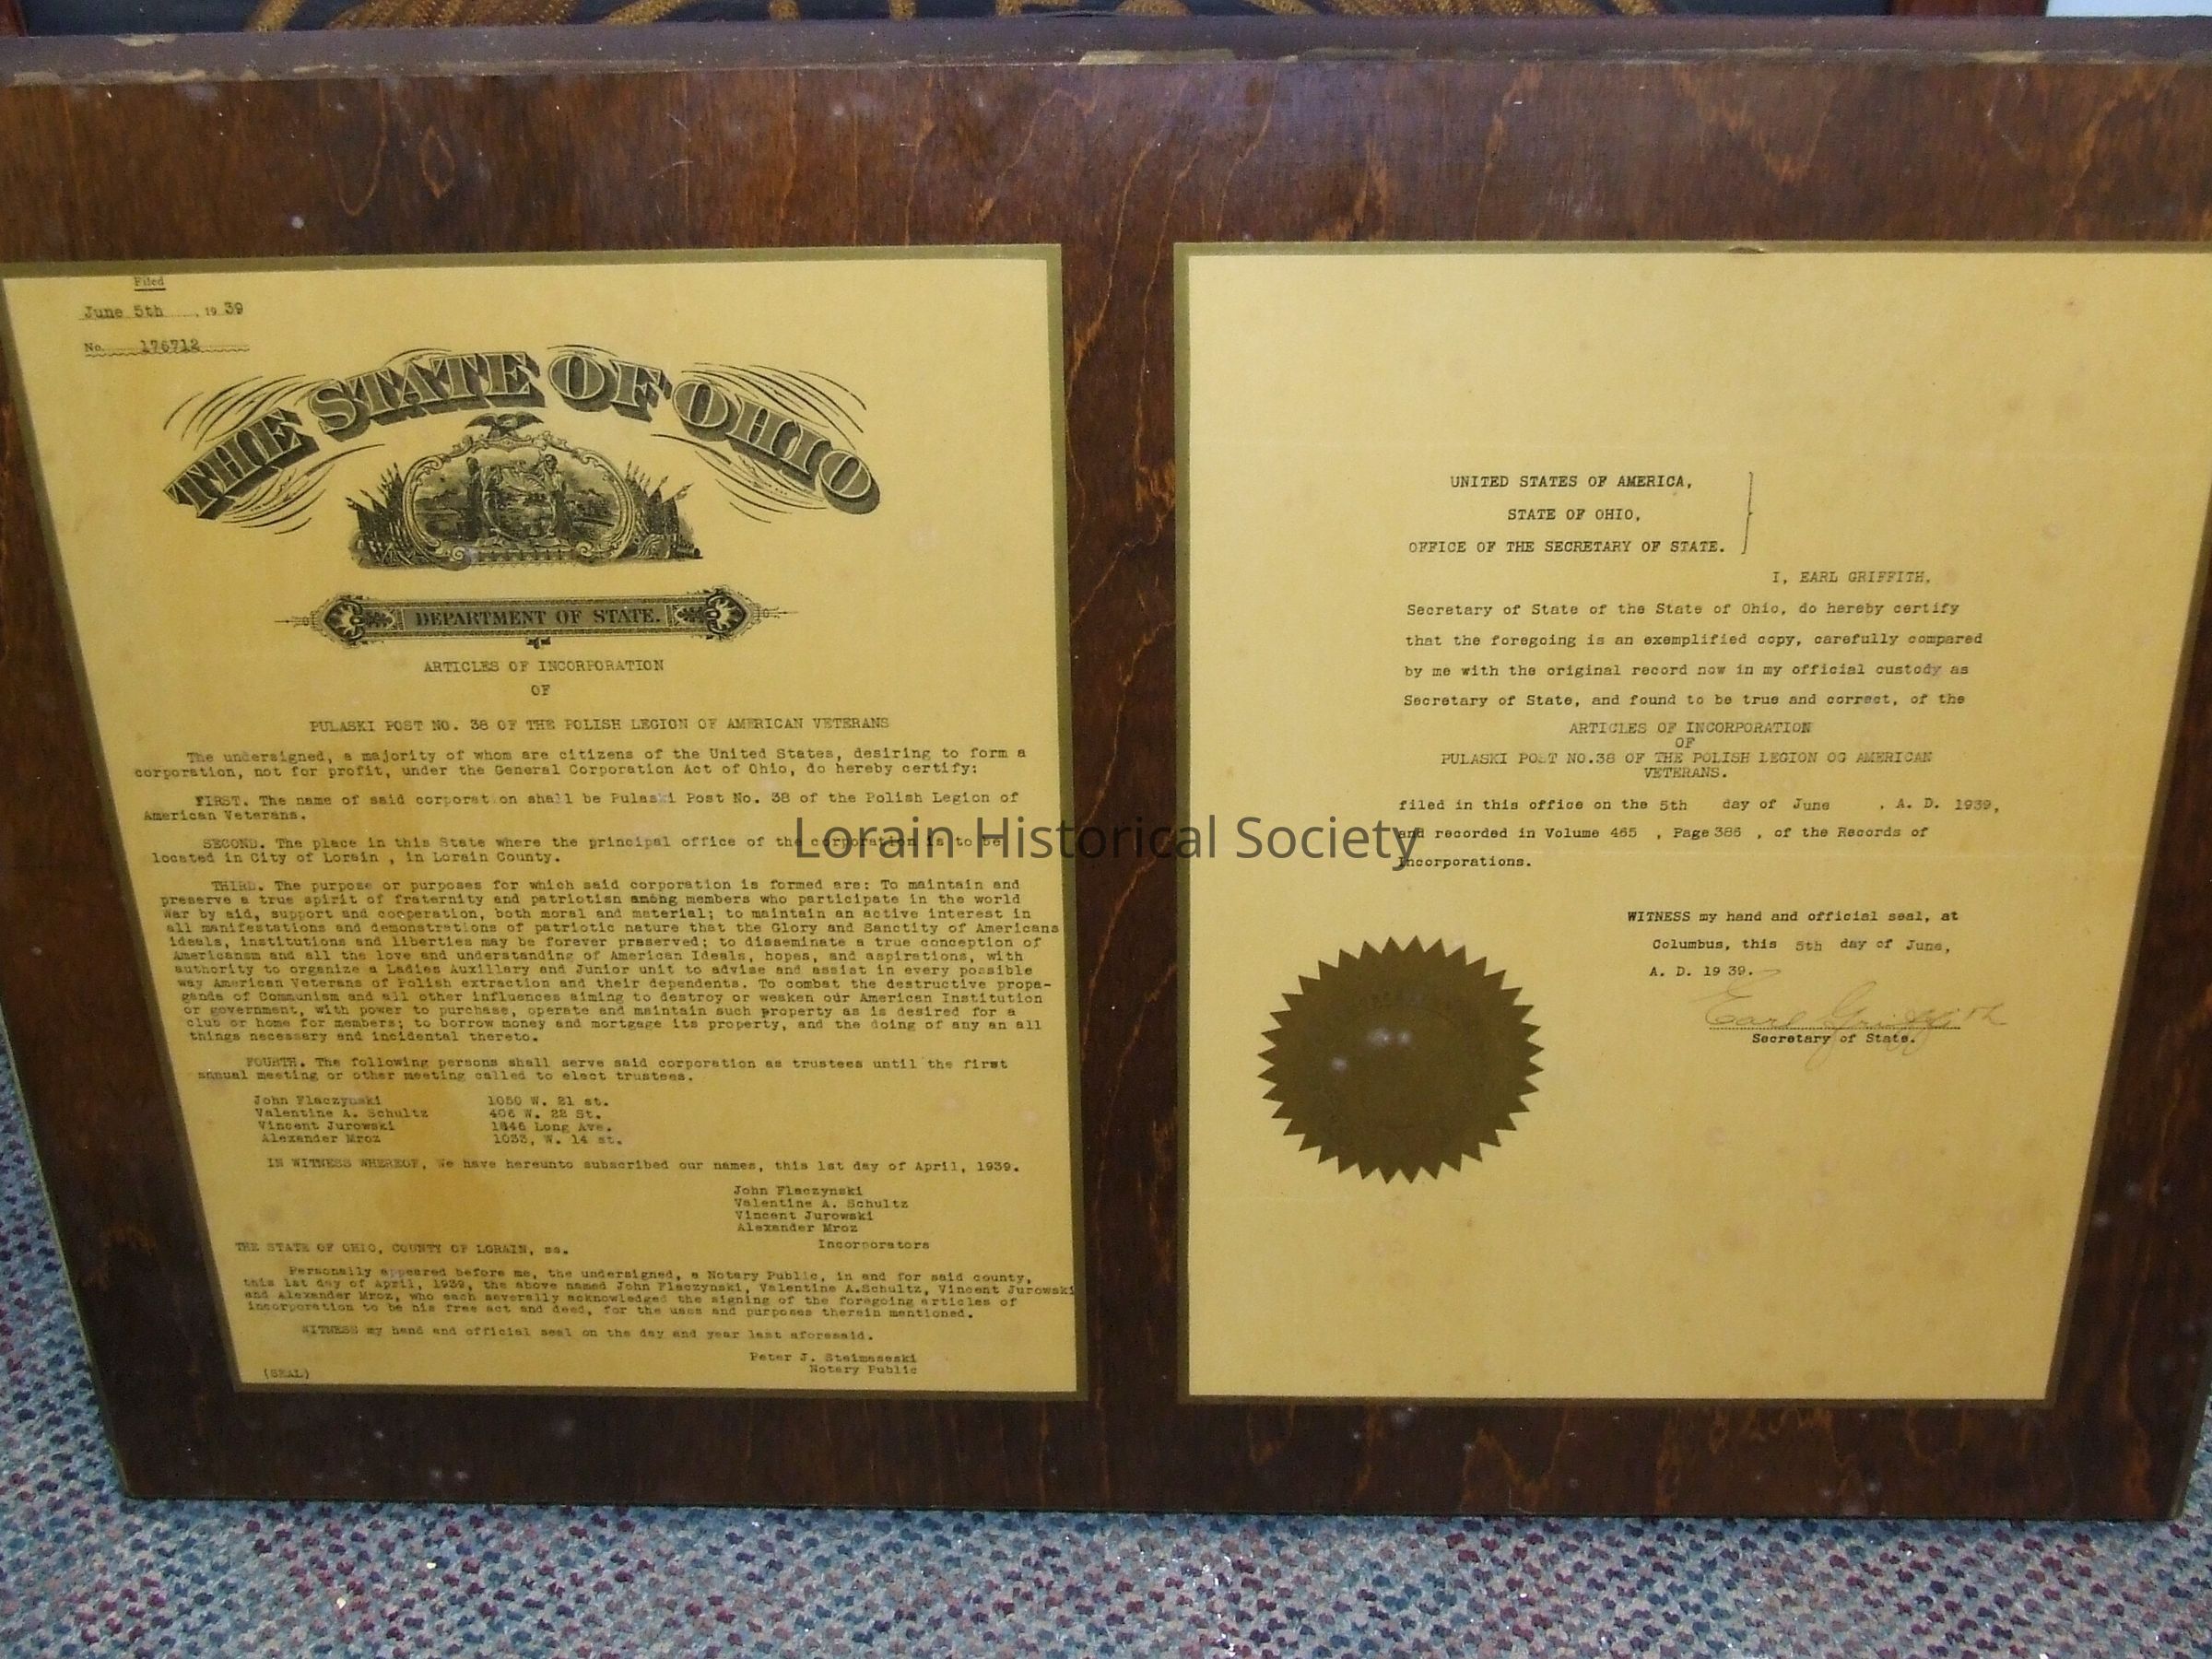 Filed
June 5th , 19 39
No. 176712
THE STATE OF OHIO
DEPARTMENT OF STATE.
ARTICLES OF INCORPORATION
OF
PULASKI POST NO. 38 OF THE POLISH LEGION OF AMERICAN VETERANS
The undersigned, a majority of whom are citizens of the United States, desiring to form a
corporation, not for profit, under the General Corporation Act of Ohio, do hereby certify:
FIRST. The name of said corporation shall be Pulaski Post No. 38 of the Polish Legion of
American Veterans.
SECOND. The place in this State where the principal office of the corporation is to be
located in City of Lorain , in Lorain County.
THIRD. The purpose or purposes for which said corporation is formed are: To maintain and
preserve a true spirit of fraternity and patriotism among members who participate in the world
War by aid, support and cooperation, both moral and material; to maintain an active interest in
all manifestations and demonstrations of patriotic nature that the Glory and Sanctity of Americans
ideals, institutions and liberties may be forever preserved; to disseminate a true conception of
Americansm and all the love and understanding of American Ideals, hopes, and aspirations, with
authority to organize a Ladies Auxillary and Junior unit to advise and assist in every possible
way American Veterans of Polish extraction and their dependents. To combat the destructive propa-
ganda of Communism and all other influences aiming to destroy or weaken our American Institution
or government, with power to purchase, operate and maintain such property as is desired for a
club or home for members; to borrow money and mortgage its property, and the doing of any an all
things necessary and incidental thereto.
FOURTH. The following persons shall serve said corporation as trustees until the first
annual meeting or other meeting called to elect trustees.
John Flaczynski 1050 W. 21 st.
Valentine A. Schultz 406 W. 22 St.
Vincent Jurowski 1846 Long Ave.
Alexander Mroz 1033, W. 14 st.
IN WITNESS WHEREOF, We have hereunto subscribed our names, this 1st day of April, 1939.
John Flaczynski
Valentine A. Schultz
Vincent Jurowski
Alexander Mroz
Incorporators
THE STATE OF OHIO, COUNTY OF LORAIN, ss.
Personally appeared before me, the undersigned, a Notary Public, in and for said county,
this 1st day of April, 1939, the above named John Flaczynski, Valentine A.Schultz, Vincent Jurowski
and Alexander Mroz, who each severally acknowledged the signing of the foregoing articles of
incorporation to be his free act and deed, for the uses and purposes therein mentioned.
WITNESS my hand and official seal on the day and year last aforesaid.
Peter J. Steimaseski
Notary Public
(SEAL)
UNITED STATES OF AMERICA,
STATE OF OHIO,
OFFICE OF THE SECRETARY OF STATE.
I, EARL GRIFFITH,
Secretary of State of the State of Ohio, do hereby certify
that the foregoing is an exemplified copy, carefully compared
by me with the original record now in my official custody as
Secretary of State, and found to be true and correct, of the
ARTICLES OF INCORPORATION
OF
PULASKI POST NO.38 OF THE POLISH LEGION OG AMERICAN
VETERANS.
filed in this office on the 5th day of June , A. D. 1939,
and recorded in Volume 465 , Page 386 , of the Records of
Incorporations.
WITNESS my hand and official seal, at
Columbus, this 5th day of June,
A. D. 19 39.
Earl Griffith
Secretary of State.
Lorain Historical Society